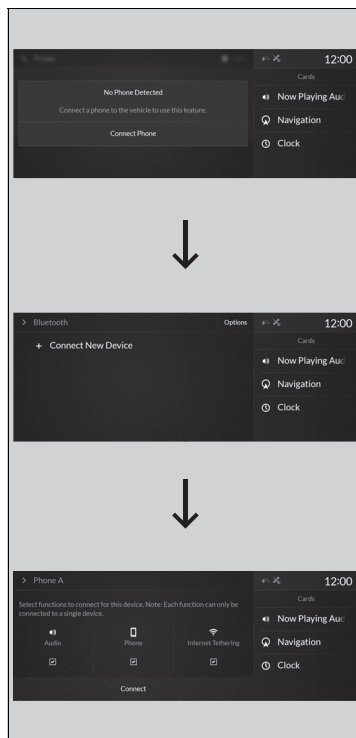 12:00
Cards
No Phone Detected
Now Playing Aud
Connect a phone to the vehicle to use this feature.
Navigation
Connect Phone
Clock
Bluetooth
Options
12:00
Cards
+ Connect New Device
Now Playing Aud
Navigation
Clock
Phone A
12:00
Cards
Select functions to connect for this device. Note: Each function can only be
connected to a single device.
Now Playing Aud
Audio
Phone
Internet Tethering
Navigation
Clock
Connect